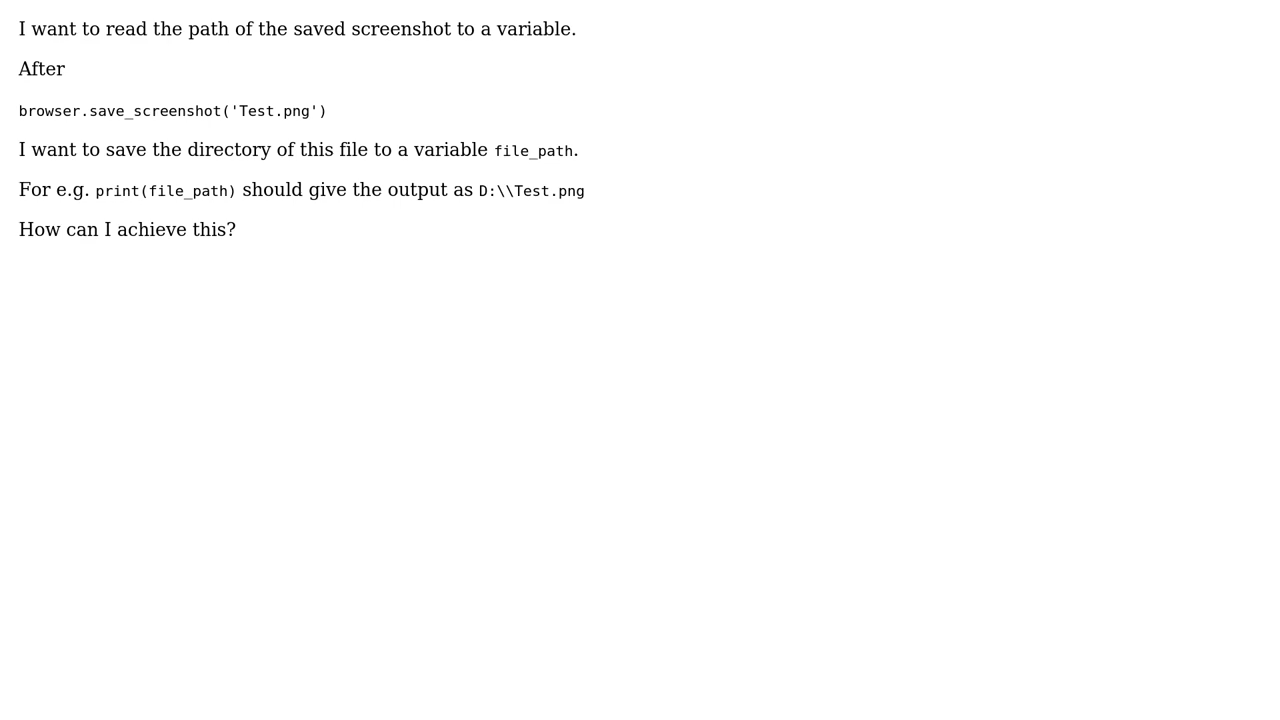 I want to read the path of the saved screenshot to a variable.
After
browser.save_screenshot('Test.png')
I want to save the directory of this file to a variable file_path.
For e.g. print(file_path) should give the output as D:\\Test.png
How can I achieve this?